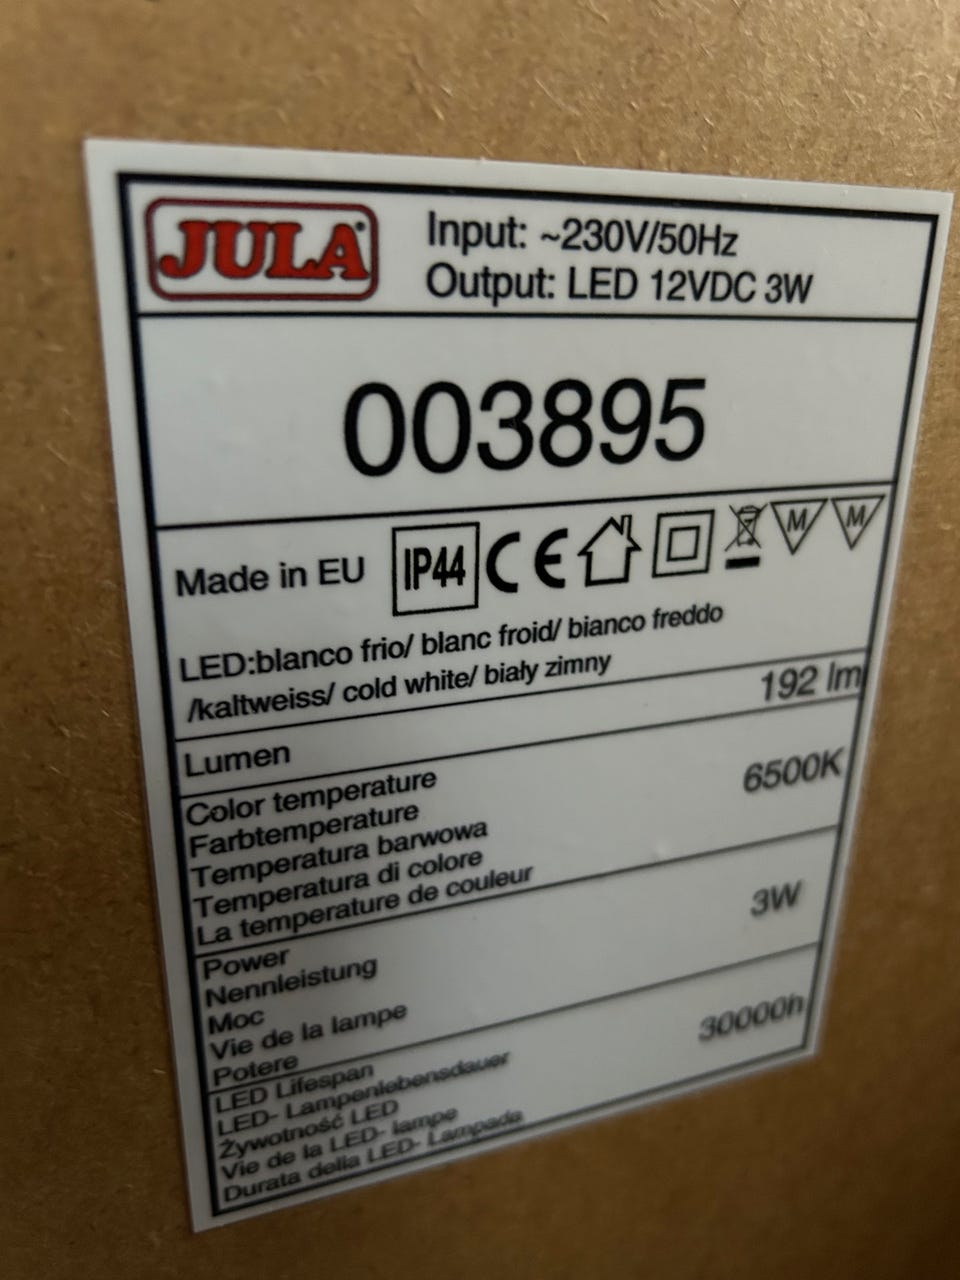 JULA
Input: ~230V/50Hz
Output: LED 12VDC 3W
003895
Made in EU IP44 CE M M
LED:blanco frio/ blanc froid/ bianco freddo
/kaltweiss/ cold white/ biały zimny
Lumen 192 lm
Color temperature 6500K
Farbtemperature
Temperatura barwowa
Temperatura di colore
La temperature de couleur
Power 3W
Nennleistung
Moc
Vie de la lampe
Potere
LED Lifespan 30000h
LED- Lampenlebensdauer
Żywotność LED
Vie de la LED- lampe
Durata della LED- Lampada